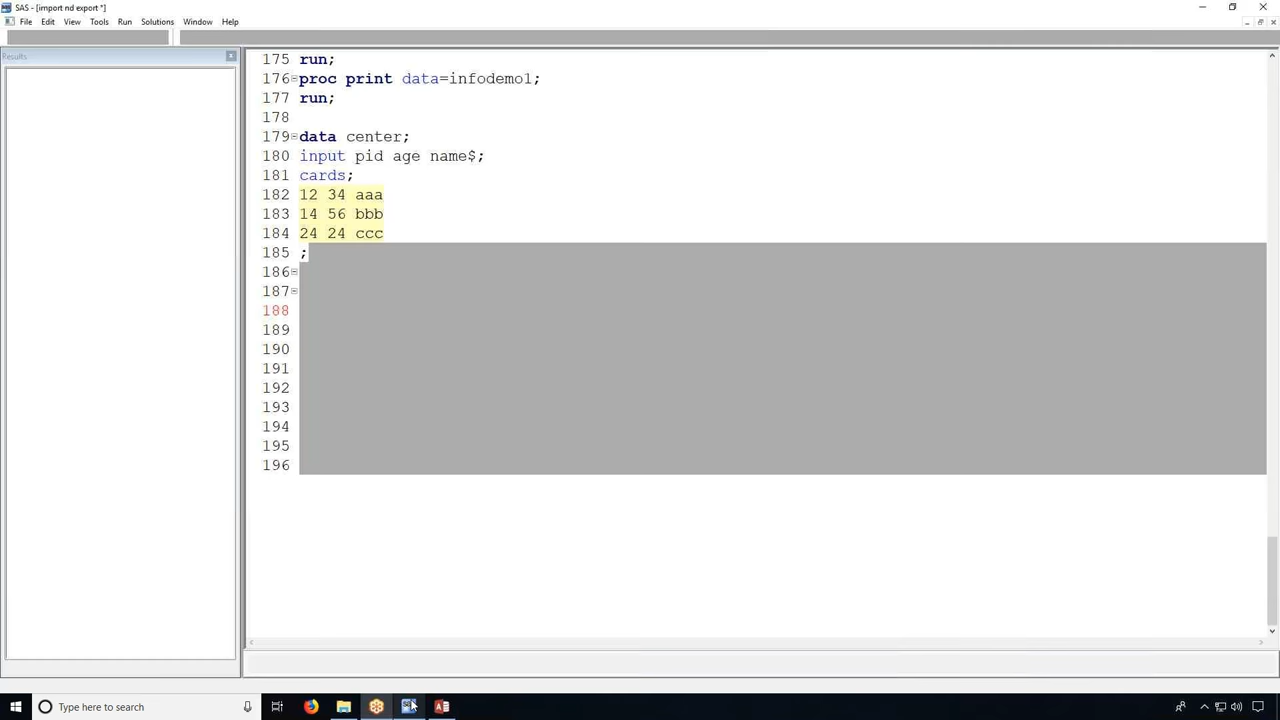 SAS - [import nd export *]
File Edit View Tools Run Solutions Window Help
Results
175 run;
176 proc print data=infodemo1;
177 run;
178
179 data center;
180 input pid age name$;
181 cards;
182 12 34 aaa
183 14 56 bbb
184 24 24 ccc
185 ;
186
187
188
189
190
191
192
193
194
195
196
Type here to search